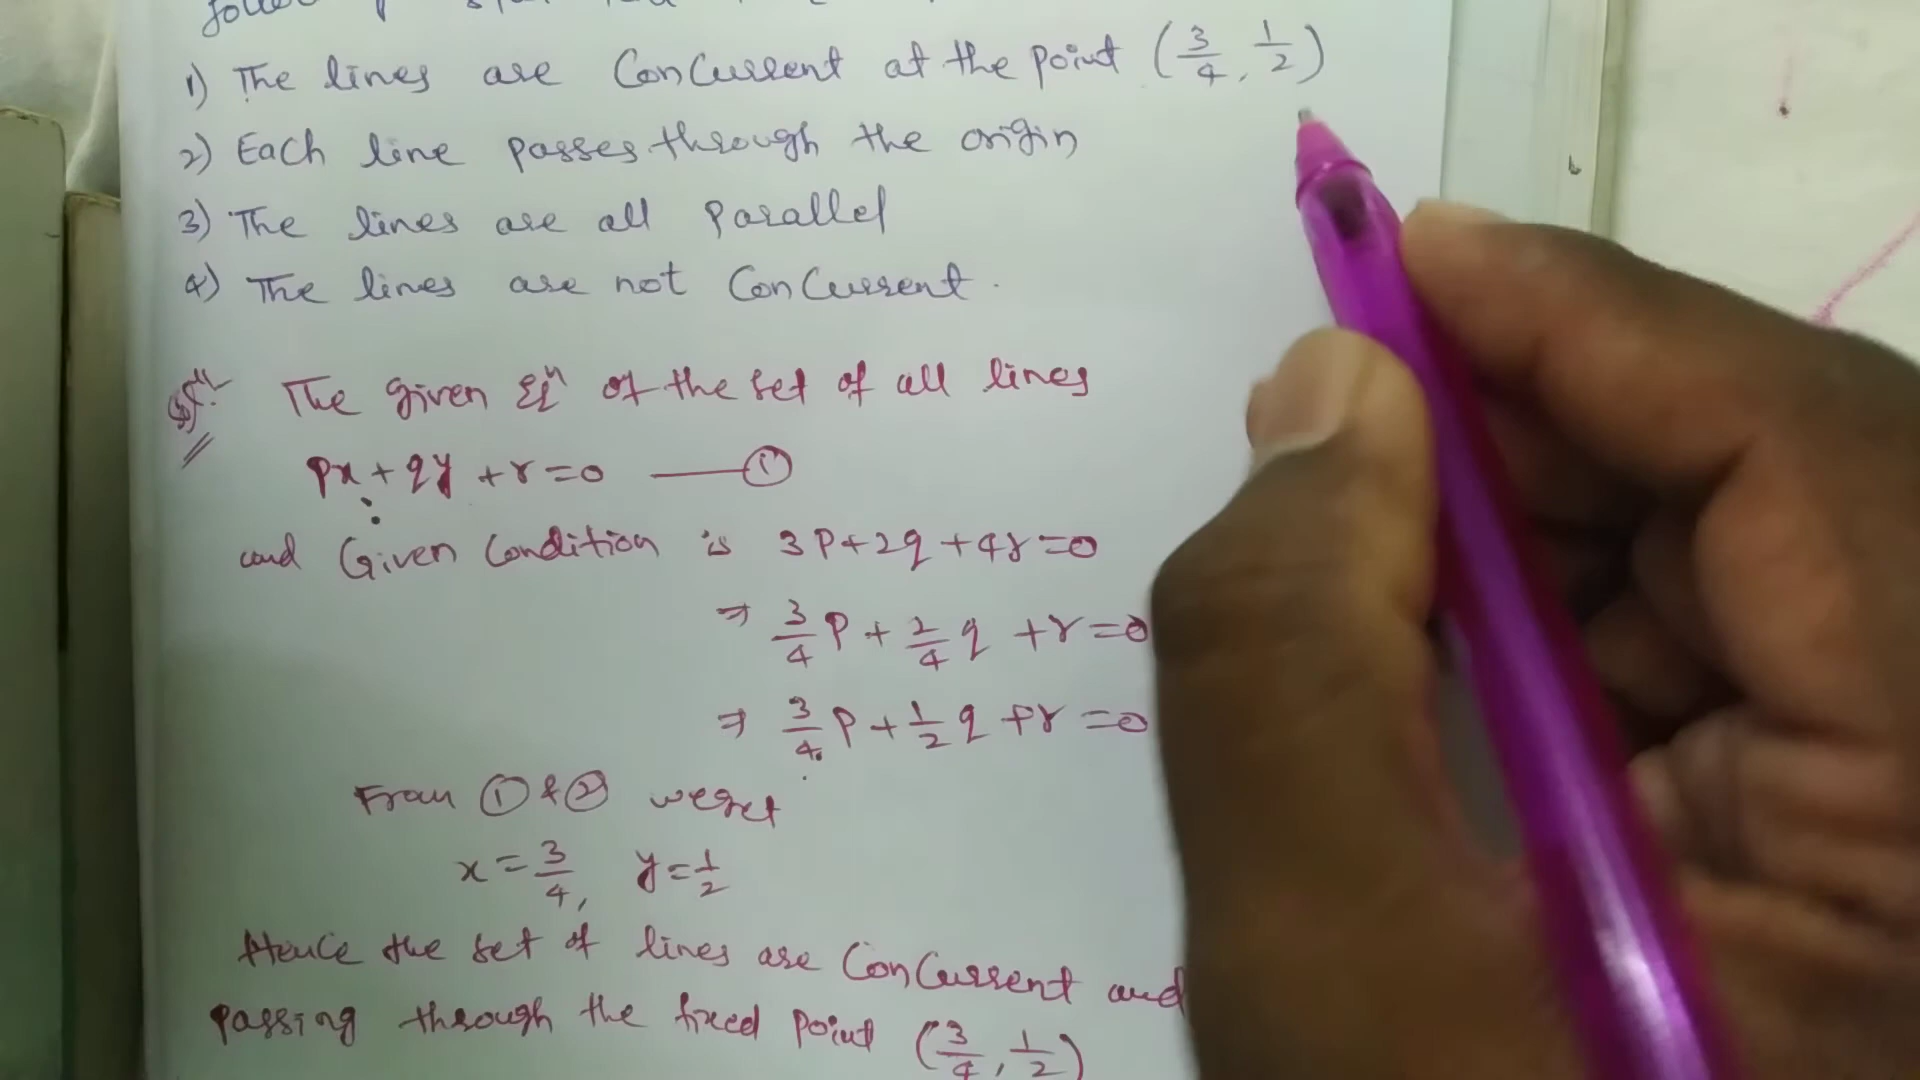 1) The lines are Concurrent at the point (3/4, 1/2)
2) Each line passes through the origin
3) The lines are all parallel
4) The lines are not Concurrent.
Sol: The given Eqn of the set of all lines
px + qy + r = 0 —— ①
and Given Condition is 3p+2q+4r=0
⇒ 3/4 p + 2/4 q + r = 0
⇒ 3/4 p + 1/2 q + r = 0
From ① & ② we get
x = 3/4, y = 1/2
Hence the set of lines are Concurrent and
passing through the fixed point (3/4, 1/2)